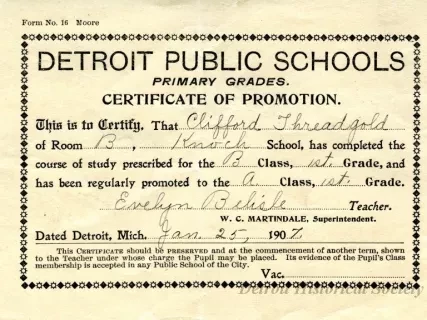 Form No. 16 Moore
DETROIT PUBLIC SCHOOLS
PRIMARY GRADES.
CERTIFICATE OF PROMOTION.
This is to Certify. That Clifford Threadgold
of Room B , Knoch School, has completed the
course of study prescribed for the B Class, 1st. Grade, and
has been regularly promoted to the A Class, 1st. Grade.
Evelyn Belisle Teacher.
W. C. MARTINDALE, Superintendent.
Dated Detroit, Mich. Jan 25, 1907.
This CERTIFICATE should be PRESERVED and at the commencement of another term, shown
to the Teacher under whose charge the Pupil may be placed. Its evidence of the Pupil's Class
membership is accepted in any Public School of the City.
Vac.
Detroit Historical Society